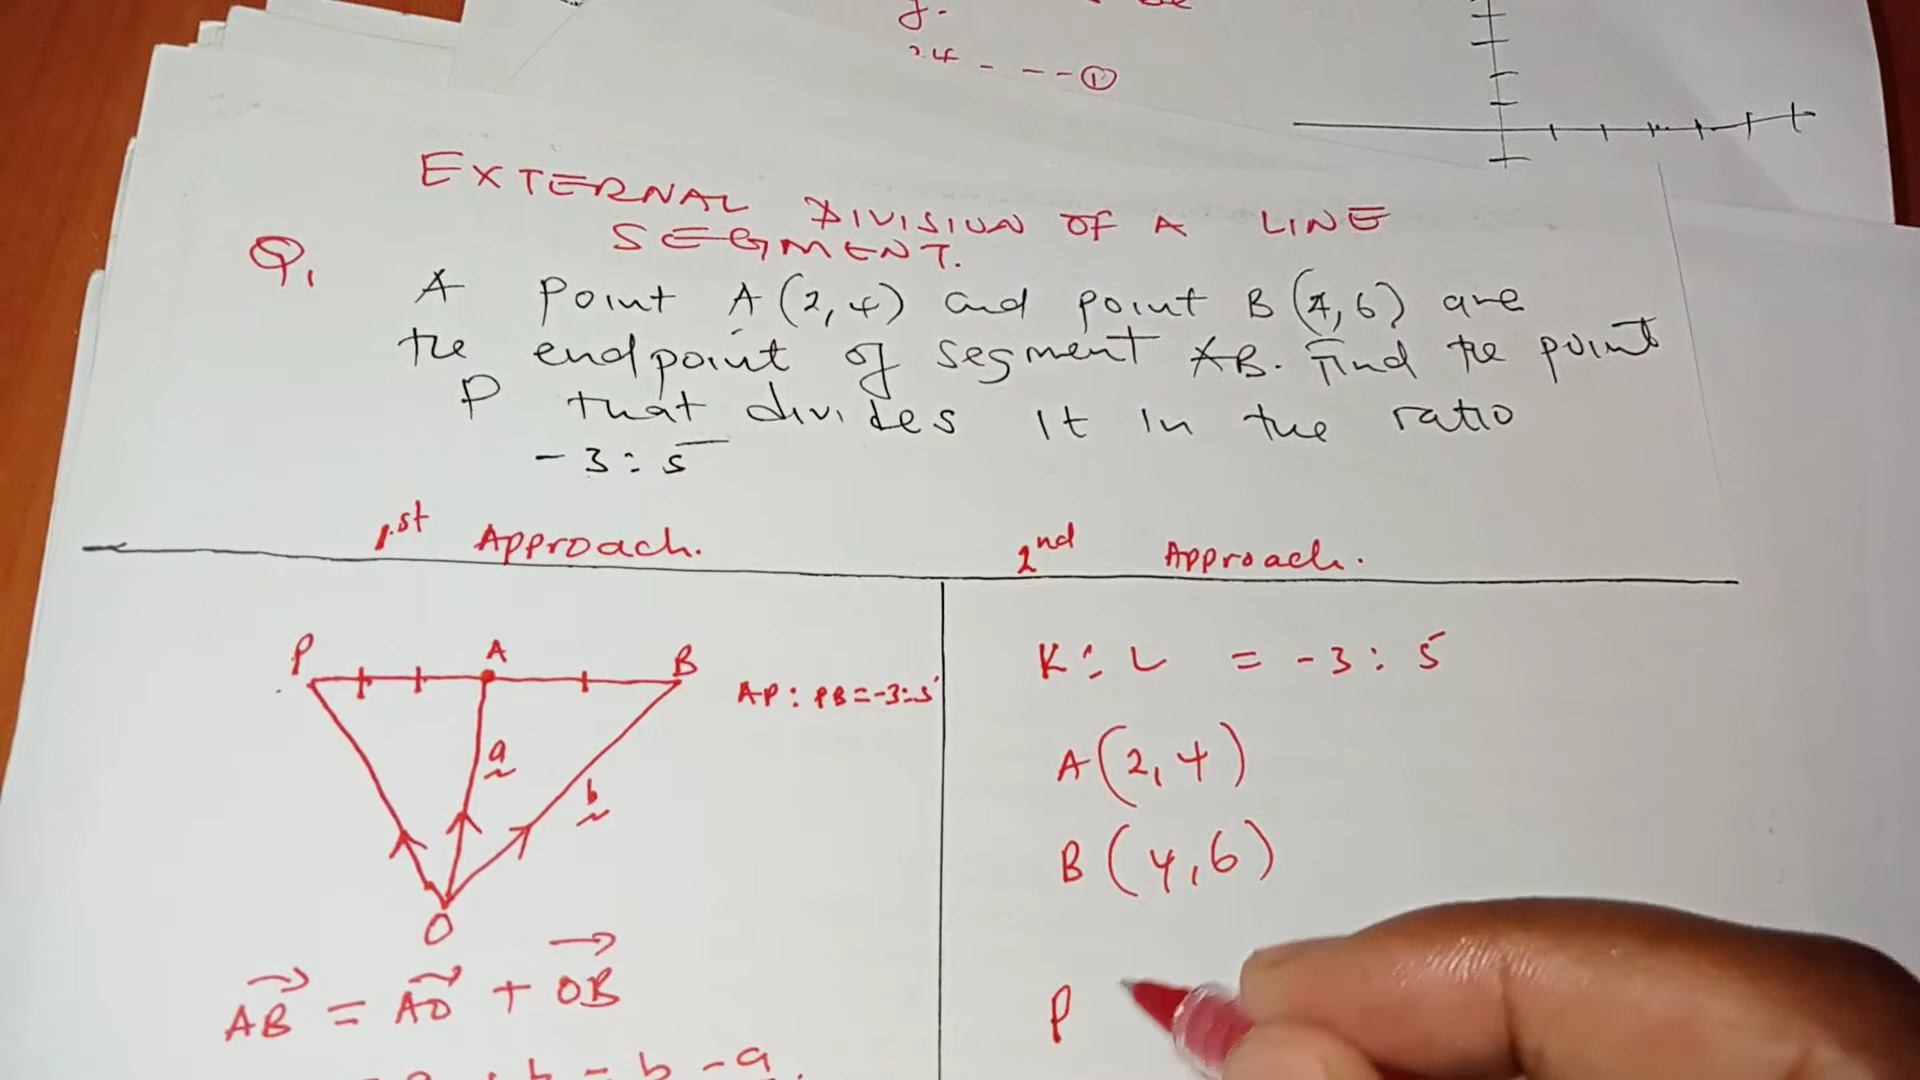 24 - - - ①
EXTERNAL DIVISION OF A LINE
SEGMENT.
Q1
A point A(2,4) and point B(4,6) are
the endpoint of segment AB. Find the point
P that divides it in the ratio
-3:5
1st Approach.
2nd Approach.
P A B
AP:PB=-3:5
a
b
O
AB = AO + OB
b - a
K:L = -3:5
A(2,4)
B(4,6)
P